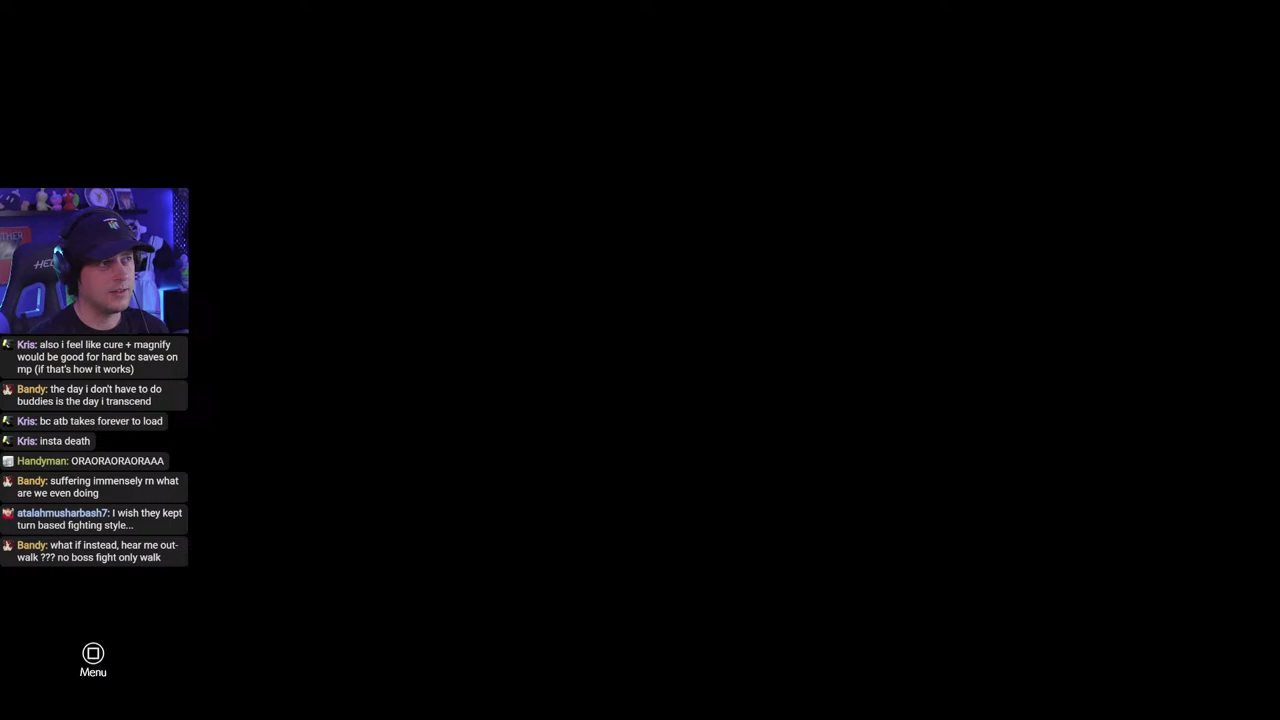 THER
Kris: also i feel like cure + magnify
would be good for hard bc saves on
mp (if that's how it works)
Bandy: the day i don't have to do
buddies is the day i transcend
Kris: bc atb takes forever to load
Kris: insta death
Handyman: ORAORAORAORAAA
Bandy: suffering immensely rn what
are we even doing
atalahmusharbash7: I wish they kept
turn based fighting style...
Bandy: what if instead, hear me out-
walk ??? no boss fight only walk
Menu